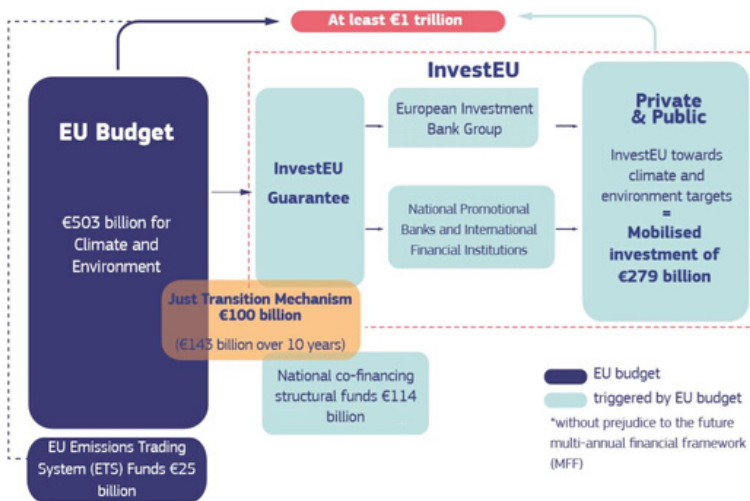 At least €1 trillion
InvestEU
EU Budget
€503 billion for
Climate and
Environment
InvestEU
Guarantee
European Investment
Bank Group
National Promotional
Banks and International
Financial Institutions
Private
& Public
InvestEU towards
climate and
environment targets
=
Mobilised
investment of
€279 billion
Just Transition Mechanism
€100 billion
(€143 billion over 10 years)
National co-financing
structural funds €114
billion
EU Emissions Trading
System (ETS) Funds €25
billion
EU budget
triggered by EU budget
*without prejudice to the future
multi-annual financial framework
(MFF)